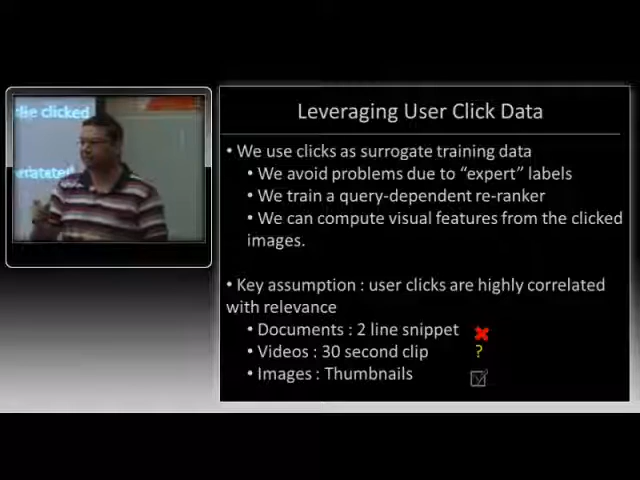 lie clicked
Leveraging User Click Data
• We use clicks as surrogate training data
• We avoid problems due to “expert” labels
• We train a query-dependent re-ranker
• We can compute visual features from the clicked
images.
• Key assumption : user clicks are highly correlated
with relevance
• Documents : 2 line snippet
• Videos : 30 second clip ?
• Images : Thumbnails